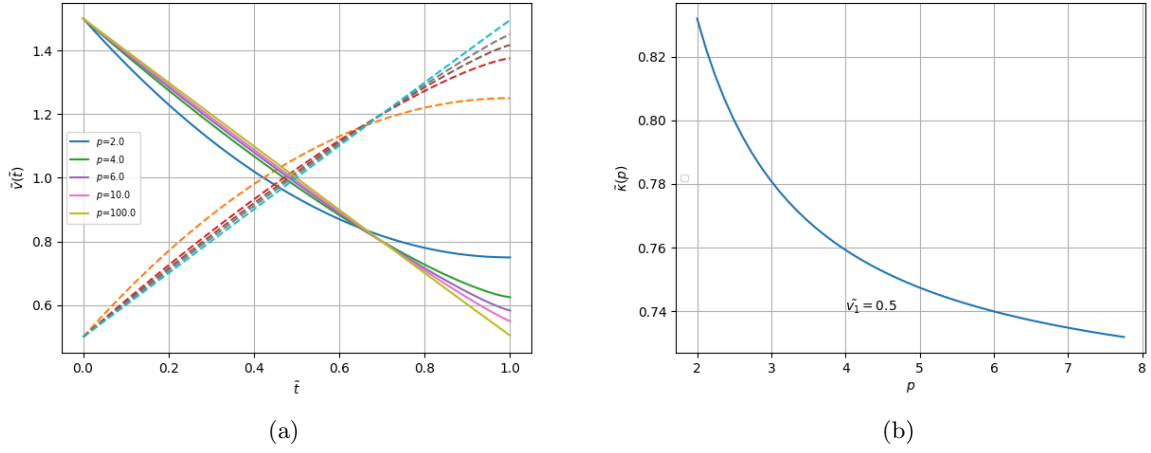 1.4
1.2
1.0
0.8
0.6
ṽ(t̃)
p=2.0
p=4.0
p=6.0
p=10.0
p=100.0
0.0 0.2 0.4 0.6 0.8 1.0
t̃
(a)
0.82
0.80
0.78
0.76
0.74
κ̃(p)
ṽ₁ = 0.5
2 3 4 5 6 7 8
p
(b)